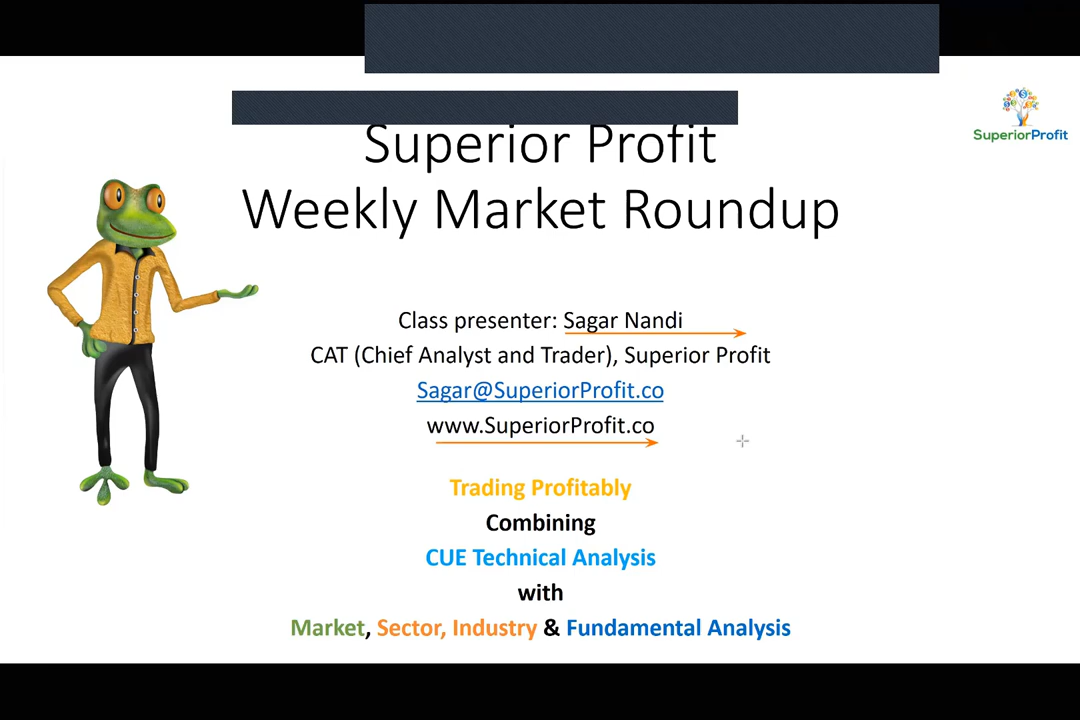 SuperiorProfit
Superior Profit
Weekly Market Roundup
Class presenter: Sagar Nandi
CAT (Chief Analyst and Trader), Superior Profit
Sagar@SuperiorProfit.co
www.SuperiorProfit.co
Trading Profitably
Combining
CUE Technical Analysis
with
Market, Sector, Industry & Fundamental Analysis